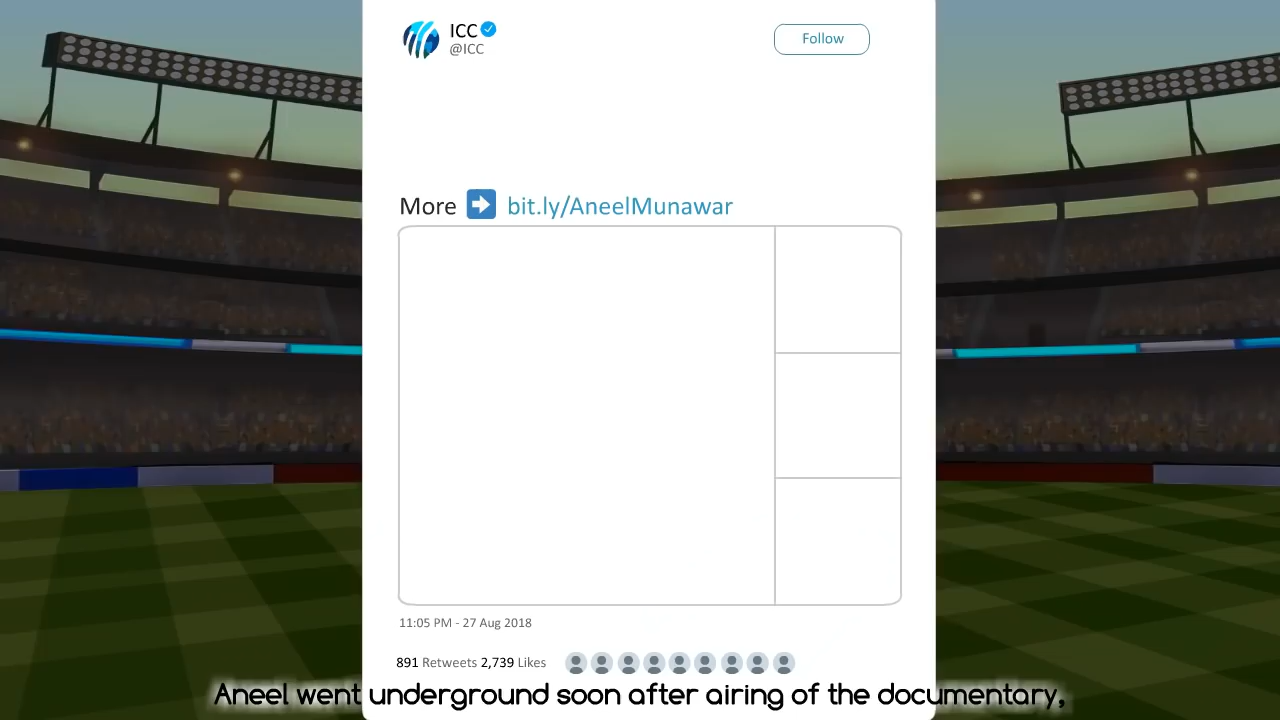 ICC
@ICC
Follow
More bit.ly/AneelMunawar
11:05 PM - 27 Aug 2018
891 Retweets 2,739 Likes
Aneel went underground soon after airing of the documentary,